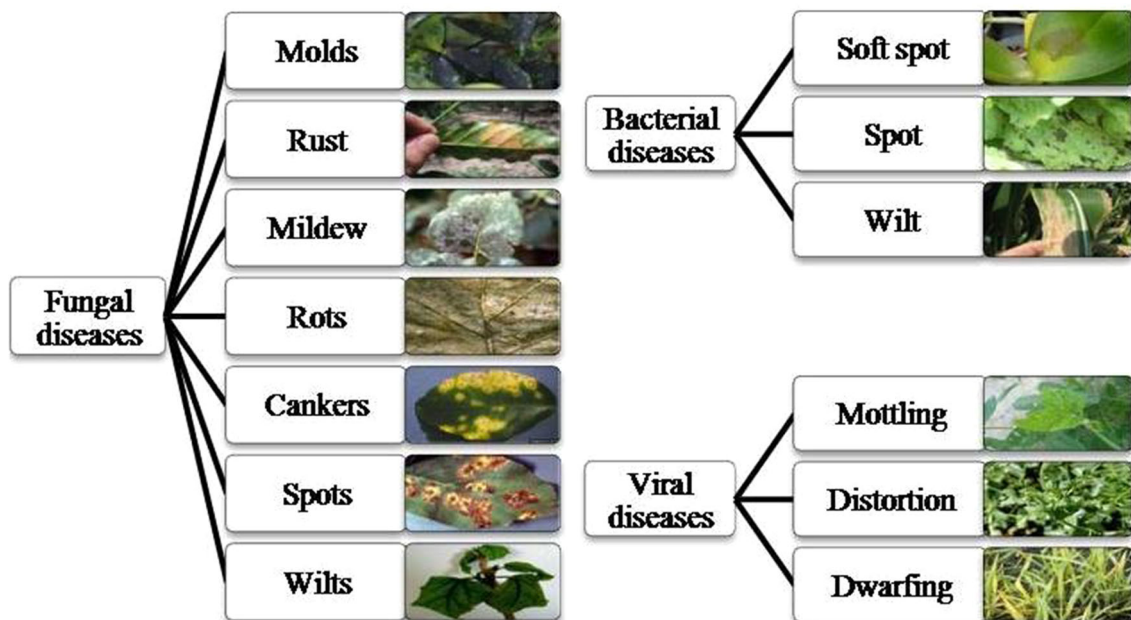 Fungal
diseases
Molds
Rust
Mildew
Rots
Cankers
Spots
Wilts
Bacterial
diseases
Soft spot
Spot
Wilt
Viral
diseases
Mottling
Distortion
Dwarfing